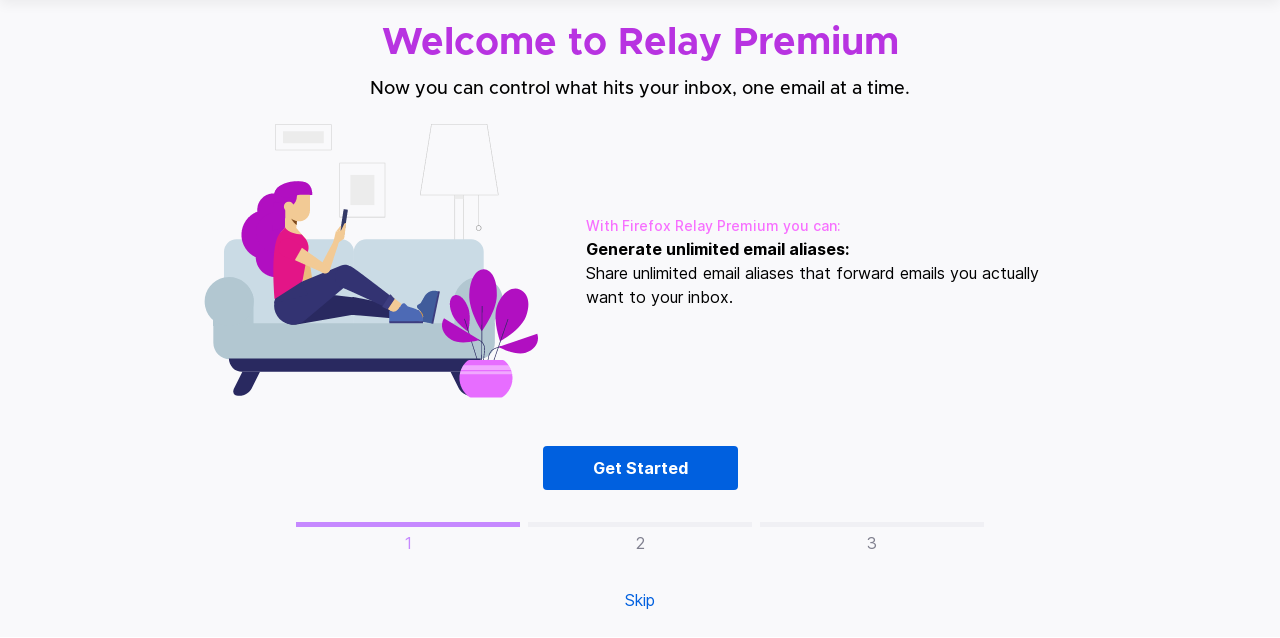 Welcome to Relay Premium
Now you can control what hits your inbox, one email at a time.
With Firefox Relay Premium you can:
Generate unlimited email aliases:
Share unlimited email aliases that forward emails you actually
want to your inbox.
Get Started
1
2
3
Skip